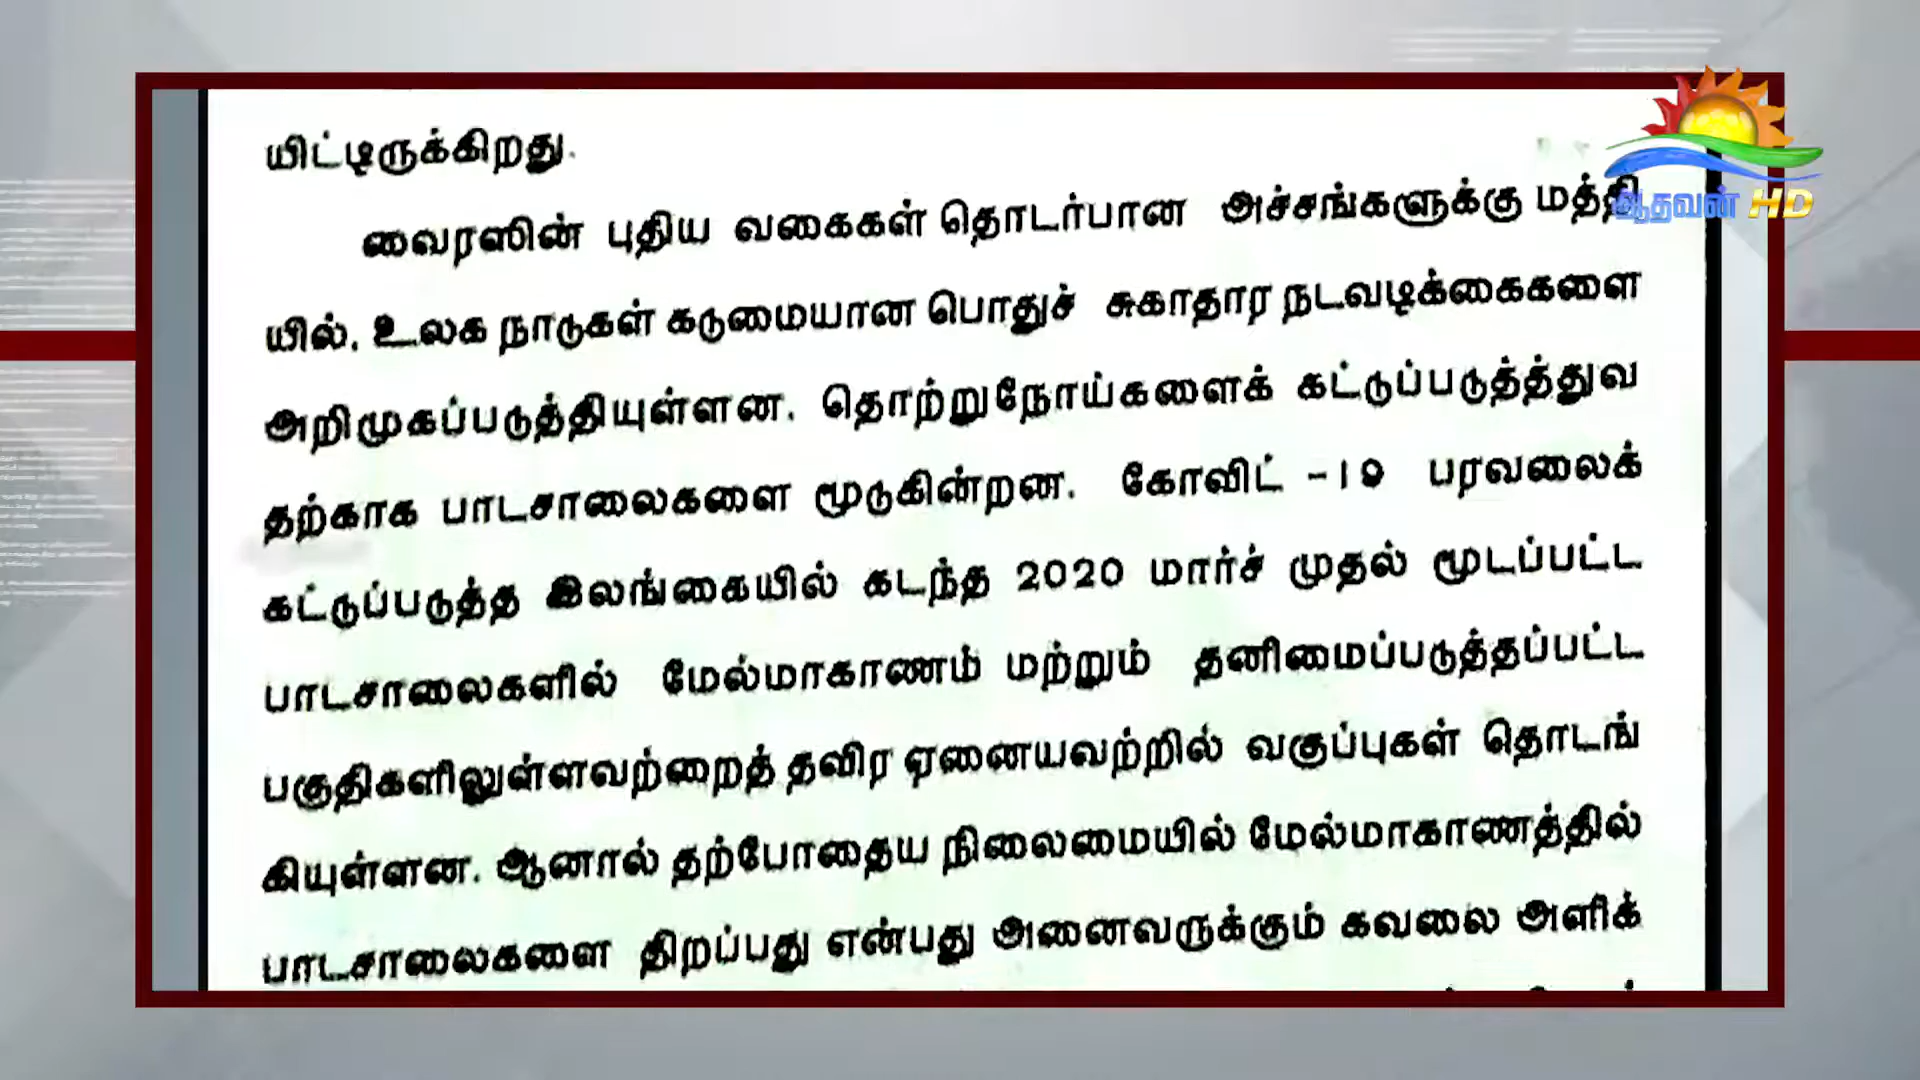 யிட்டிருக்கிறது.
வைரஸின் புதிய வகைகள் தொடர்பான அச்சங்களுக்கு மத்தி
யில், உலக நாடுகள் கடுமையான பொதுச் சுகாதார நடவடிக்கைகளை
அறிமுகப்படுத்தியுள்ளன. தொற்றுநோய்களைக் கட்டுப்படுத்த்துவ
தற்காக பாடசாலைகளை மூடுகின்றன. கோவிட் -19 பரவலைக்
கட்டுப்படுத்த இலங்கையில் கடந்த 2020 மார்ச் முதல் மூடப்பட்ட
பாடசாலைகளில் மேல்மாகாணம் மற்றும் தனிமைப்படுத்தப்பட்ட
பகுதிகளிலுள்ளவற்றைத் தவிர ஏனையவற்றில் வகுப்புகள் தொடங்
கியுள்ளன. ஆனால் தற்போதைய நிலைமையில் மேல்மாகாணத்தில்
பாடசாலைகளை திறப்பது என்பது அனைவருக்கும் கவலை அளிக்
ஆதவன் HD